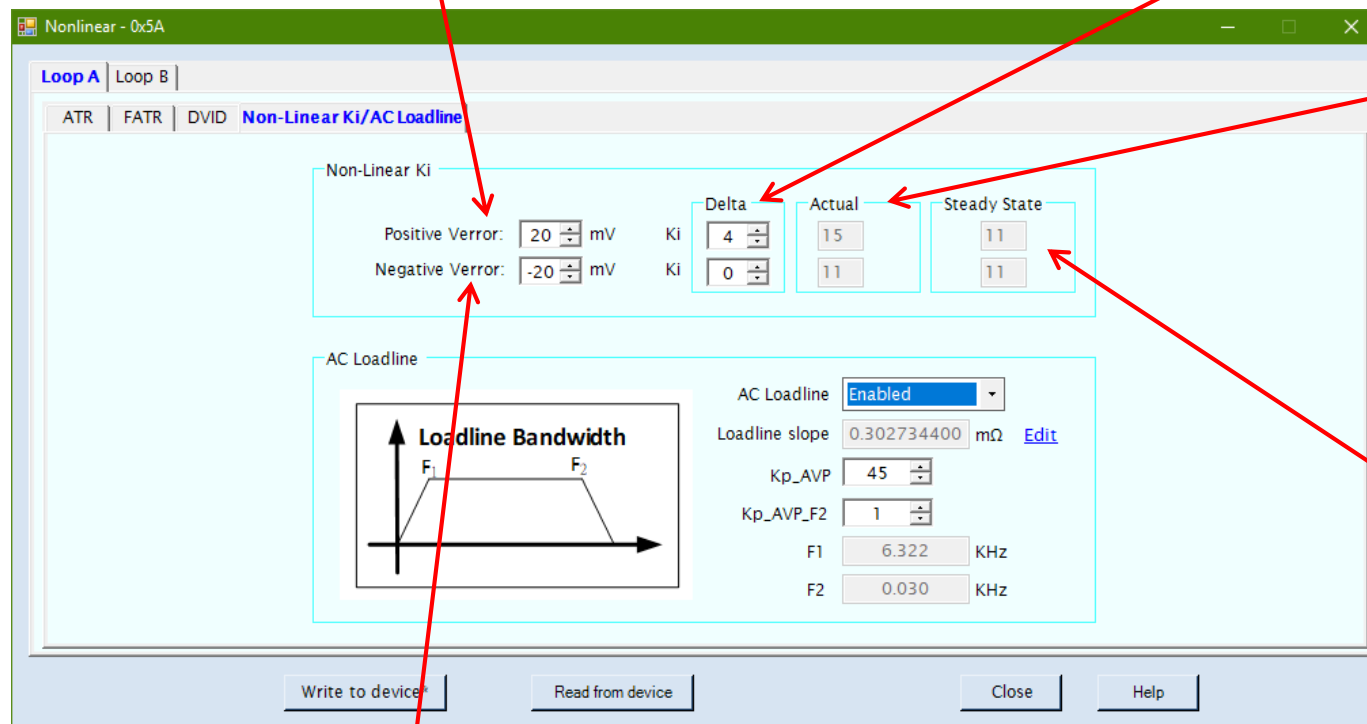 Nonlinear - 0x5A
Loop A Loop B
ATR FATR DVID Non-Linear Ki/AC Loadline
Non-Linear Ki
Delta Actual Steady State
Positive Verror: 20 mV Ki 4 15 11
Negative Verror: -20 mV Ki 0 11 11
AC Loadline
AC Loadline Enabled
Loadline Bandwidth
Loadline slope 0.302734400 mΩ Edit
F1 F2
Kp_AVP 45
Kp_AVP_F2 1
F1 6.322 KHz
F2 0.030 KHz
Write to device* Read from device Close Help